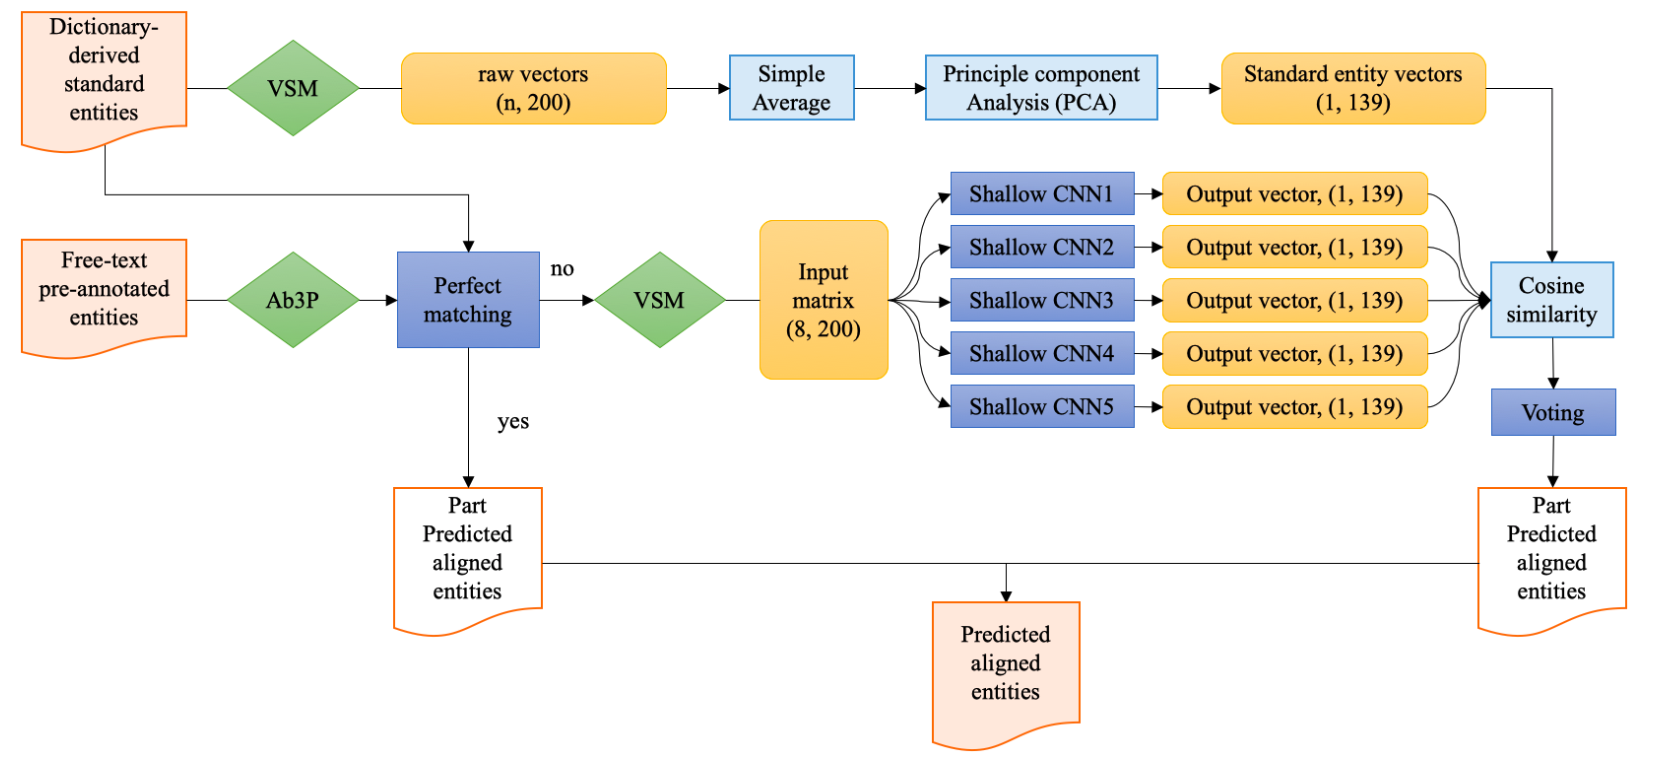 Dictionary-
derived
standard
entities
VSM
raw vectors
(n, 200)
Simple
Average
Principle component
Analysis (PCA)
Standard entity vectors
(1, 139)
Free-text
pre-annotated
entities
Ab3P
Perfect
matching
no
yes
VSM
Input
matrix
(8, 200)
Shallow CNN1
Output vector, (1, 139)
Shallow CNN2
Output vector, (1, 139)
Shallow CNN3
Output vector, (1, 139)
Shallow CNN4
Output vector, (1, 139)
Shallow CNN5
Output vector, (1, 139)
Cosine
similarity
Voting
Part
Predicted
aligned
entities
Part
Predicted
aligned
entities
Predicted
aligned
entities